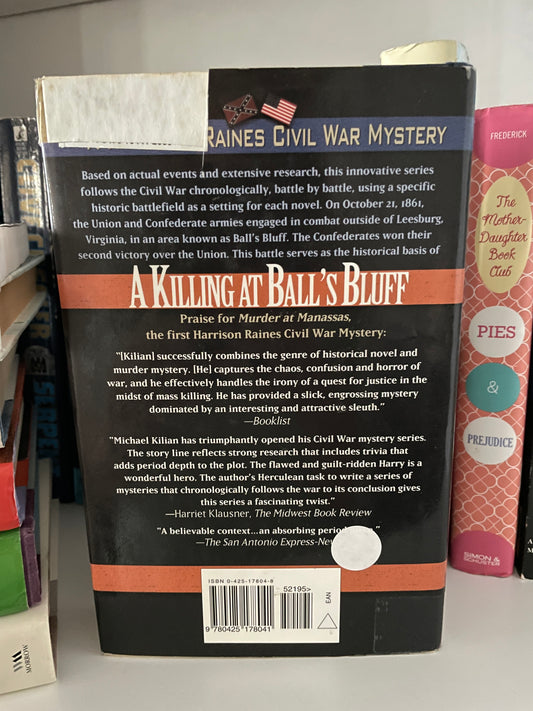 RAINES CIVIL WAR MYSTERY
Based on actual events and extensive research, this innovative series
follows the Civil War chronologically, battle by battle, using a specific
historic battlefield as a setting for each novel. On October 21, 1861,
the Union and Confederate armies engaged in combat outside of Leesburg,
Virginia, in an area known as Ball's Bluff. The Confederates won their
second victory over the Union. This battle serves as the historical basis of
A KILLING AT BALL'S BLUFF
Praise for Murder at Manassas,
the first Harrison Raines Civil War Mystery:
"[Kilian] successfully combines the genre of historical novel and
murder mystery. [He] captures the chaos, confusion and horror of
war, and he effectively handles the irony of a quest for justice in the
midst of mass killing. He has provided a slick, engrossing mystery
dominated by an interesting and attractive sleuth."
—Booklist
"Michael Kilian has triumphantly opened his Civil War mystery series.
The story line reflects strong research that includes trivia that
adds period depth to the plot. The flawed and guilt-ridden Harry is a
wonderful hero. The author's Herculean task to write a series of
mysteries that chronologically follows the war to its conclusion gives
this series a fascinating twist."
—Harriet Klausner, The Midwest Book Review
"A believable context...an absorbing period
—The San Antonio Express-New
ISBN 0-425-17804-8
52195>
EAN
9 780425 178041
FREDERICK
The
Mother-
Daughter
Book
Club
PIES
&
PREJUDICE
SIMON &
SCHUSTER
MORROW